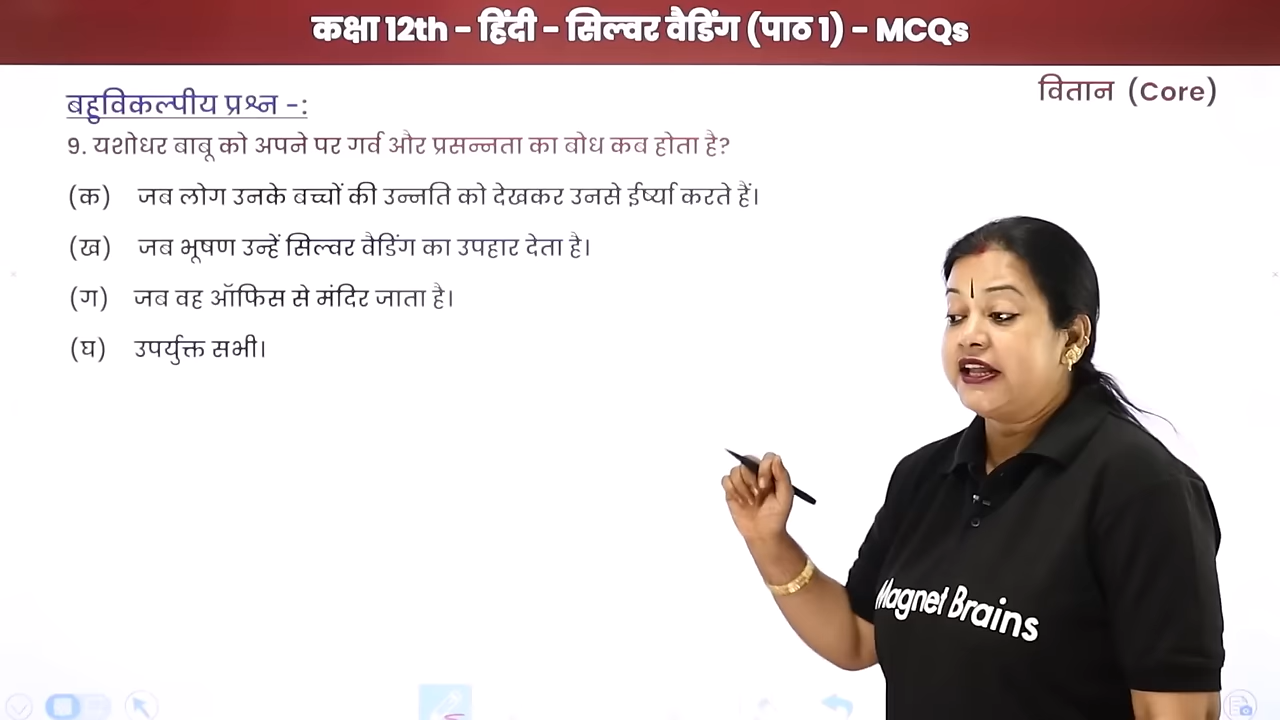 कक्षा 12th - हिंदी - सिल्वर वैडिंग (पाठ 1) - MCQs
वितान (Core)
बहुविकल्पीय प्रश्न -:
9. यशोधर बाबू को अपने पर गर्व और प्रसन्नता का बोध कब होता है?
(क) जब लोग उनके बच्चों की उन्नति को देखकर उनसे ईर्ष्या करते हैं।
(ख) जब भूषण उन्हें सिल्वर वैडिंग का उपहार देता है।
(ग) जब वह ऑफिस से मंदिर जाता है।
(घ) उपर्युक्त सभी।
Magnet Brains